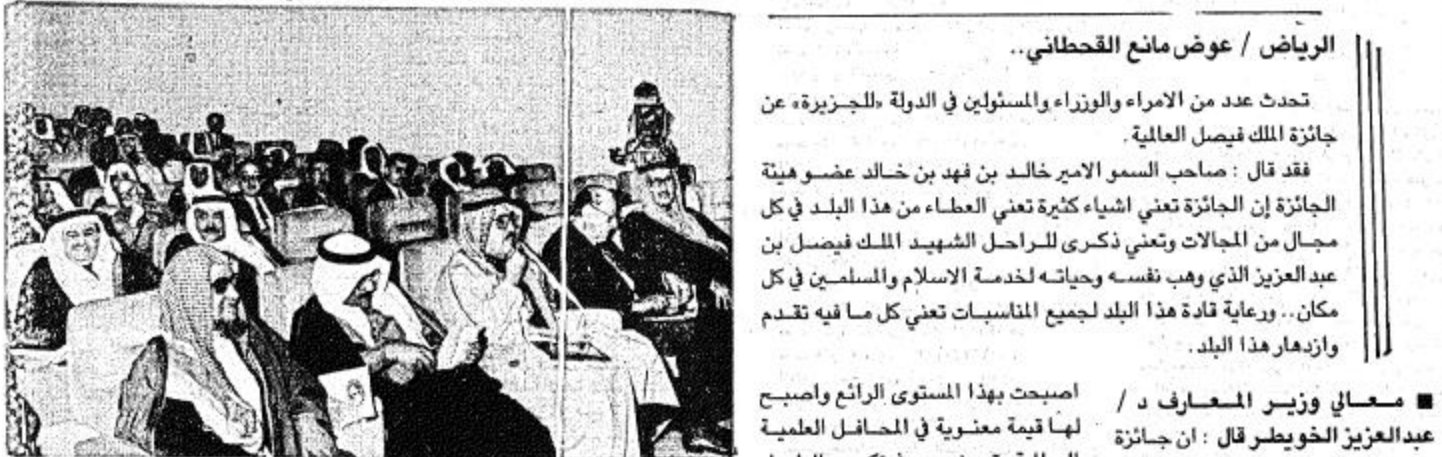 الرياض / عوض مانع القحطاني..
تحدث عدد من الامراء والوزراء والمسئولين في الدولة «للجـزيرة» عن
جائزة الملك فيصل العالمية.
فقد قال : صاحب السمو الامير خالد بن فهد بن خالد عضو هيئة
الجائزة إن الجائزة تعني اشياء كثيرة تعني العطاء من هذا البلد في كل
مجال من المجالات وتعني ذكرى للراحل الشهيد الملك فيصل بن
عبد العزيز الذي وهب نفسه وحياته لخدمة الاسلام والمسلمين في كل
مكان.. ورعاية قادة هذا البلد لجميع المناسبات تعني كل ما فيه تقدم
وازدهار هذا البلد.
■ معالي وزير المعارف د /
عبدالعزيز الخويطر قال : ان جائزة
اصبحت بهذا المستوى الرائع واصبح
لها قيمة معنوية في المحافل العلمية